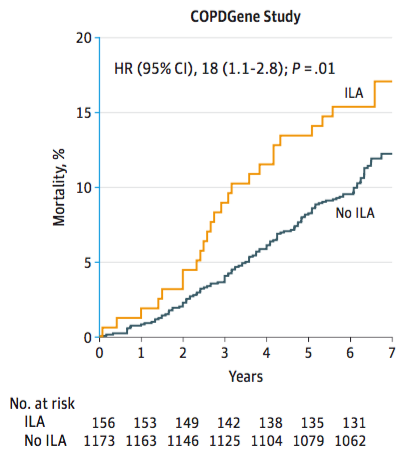 COPDGene Study
20
HR (95% CI), 18 (1.1-2.8); P = .01
ILA
15
Mortality, %
10
No ILA
5
0
0 1 2 3 4 5 6 7
Years
No. at risk
ILA 156 153 149 142 138 135 131
No ILA 1173 1163 1146 1125 1104 1079 1062